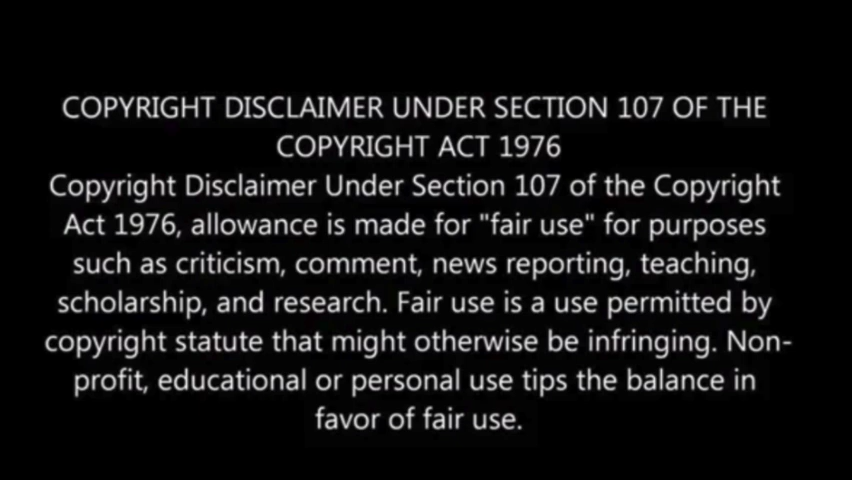 COPYRIGHT DISCLAIMER UNDER SECTION 107 OF THE
COPYRIGHT ACT 1976
Copyright Disclaimer Under Section 107 of the Copyright
Act 1976, allowance is made for "fair use" for purposes
such as criticism, comment, news reporting, teaching,
scholarship, and research. Fair use is a use permitted by
copyright statute that might otherwise be infringing. Non-
profit, educational or personal use tips the balance in
favor of fair use.